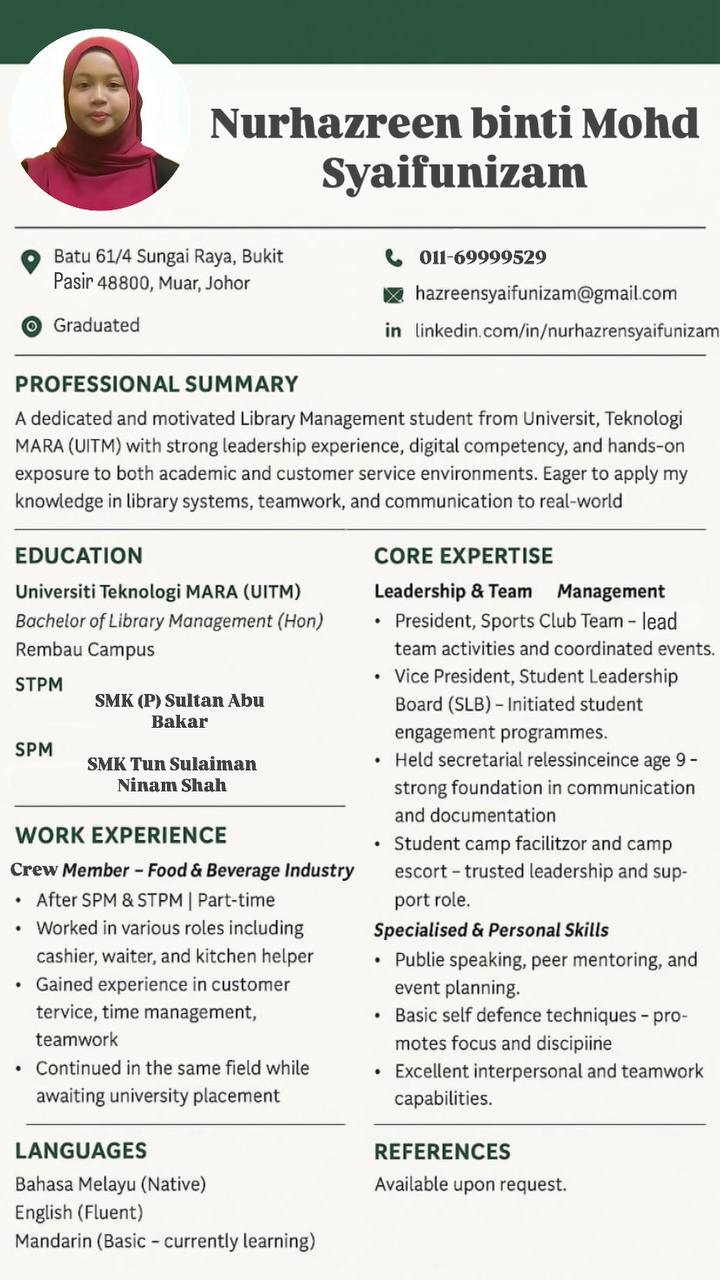 Nurhazreen binti Mohd
Syaifunizam
Batu 61/4 Sungai Raya, Bukit
Pasir 48800, Muar, Johor
Graduated
011-69999529
hazreensyaifunizam@gmail.com
in linkedin.com/in/nurhazrensyaifunizam
PROFESSIONAL SUMMARY
A dedicated and motivated Library Management student from Universit, Teknologi
MARA (UITM) with strong leadership experience, digital competency, and hands-on
exposure to both academic and customer service environments. Eager to apply my
knowledge in library systems, teamwork, and communication to real-world
EDUCATION
Universiti Teknologi MARA (UITM)
Bachelor of Library Management (Hon)
Rembau Campus
STPM
SMK (P) Sultan Abu
Bakar
SPM
SMK Tun Sulaiman
Ninam Shah
WORK EXPERIENCE
Crew Member – Food & Beverage Industry
• After SPM & STPM | Part-time
• Worked in various roles including
cashier, waiter, and kitchen helper
• Gained experience in customer
tervice, time management,
teamwork
• Continued in the same field while
awaiting university placement
LANGUAGES
Bahasa Melayu (Native)
English (Fluent)
Mandarin (Basic – currently learning)
CORE EXPERTISE
Leadership & Team Management
• President, Sports Club Team – lead
team activities and coordinated events.
• Vice President, Student Leadership
Board (SLB) – Initiated student
engagement programmes.
• Held secretarial relessinceince age 9 –
strong foundation in communication
and documentation
• Student camp facilitzor and camp
escort – trusted leadership and sup-
port role.
Specialised & Personal Skills
• Publie speaking, peer mentoring, and
event planning.
• Basic self defence techniques – pro-
motes focus and discipiine
• Excellent interpersonal and teamwork
capabilities.
REFERENCES
Available upon request.